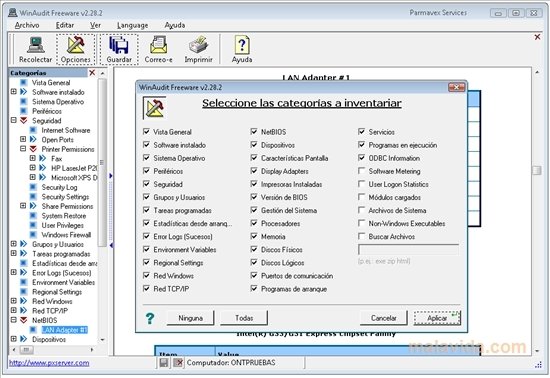 WinAudit Freeware v2.28.2
Parmavex Services
Archivo Editar Ver Language Ayuda
Recolectar Opciones Guardar Correo-e Imprimir Ayuda
Categorías
Vista General
Software instalado
Sistema Operativo
Periféricos
Seguridad
Internet Software
Open Ports
Printer Permissions
Fax
HP LaserJet P20
Microsoft XPS D
Security Log
Security Settings
Share Permissions
System Restore
User Privileges
Windows Firewall
Grupos y Usuarios
Tareas programadas
Estadísticas desde arran
Error Logs (Sucesos)
Environment Variables
Regional Settings
Red Windows
Red TCP/IP
NetBIOS
LAN Adapter #1
Dispositivos
LAN Adapter #1
WinAudit Freeware v2.28.2
Seleccione las categorías a inventariar
Vista General
Software instalado
Sistema Operativo
Periféricos
Seguridad
Grupos y Usuarios
Tareas programadas
Estadísticas desde arranq...
Error Logs (Sucesos)
Environment Variables
Regional Settings
Red Windows
Red TCP/IP
NetBIOS
Dispositivos
Características Pantalla
Display Adapters
Impresoras Instaladas
Versión de BIOS
Gestión del Sistema
Procesadores
Memoria
Discos Físicos
Discos Lógicos
Puertos de comunicación
Programas de arranque
Servicios
Programas en ejecución
ODBC Information
Software Metering
User Logon Statistics
Módulos cargados
Archivos de Sistema
Non-Windows Executables
Buscar Archivos
(p.ej.: exe zip html)
? Ninguna Todas Cancelar Aplicar
Intel(R) G33/G31 Express Chipset Family
Item Value
http://www.pxserver.com
Computador: ONTPRUEBAS
malavida.com